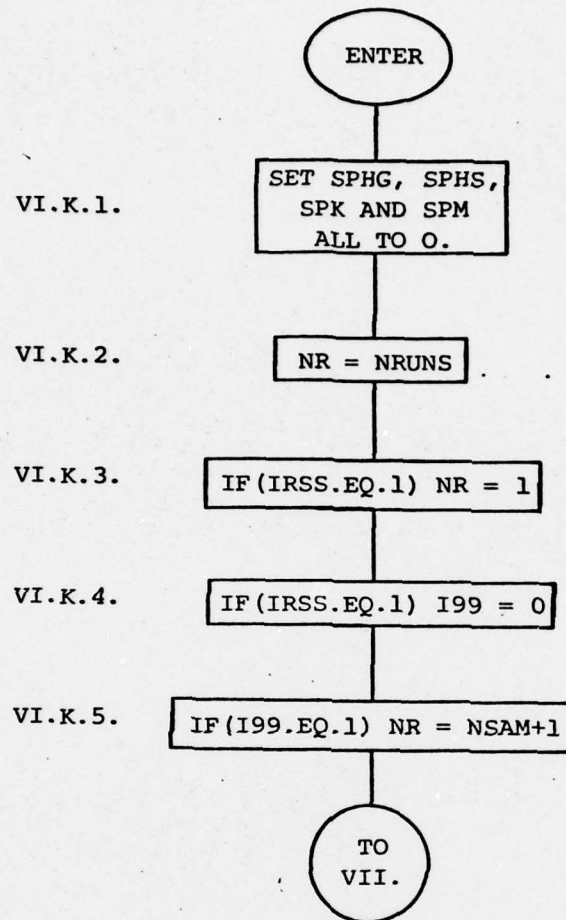 ENTER
VI.K.1.
SET SPHG, SPHS,
SPK AND SPM
ALL TO O.
VI.K.2.
NR = NRUNS
VI.K.3.
IF(IRSS.EQ.1) NR = 1
VI.K.4.
IF(IRSS.EQ.1) I99 = 0
VI.K.5.
IF(I99.EQ.1) NR = NSAM+1
TO
VII.